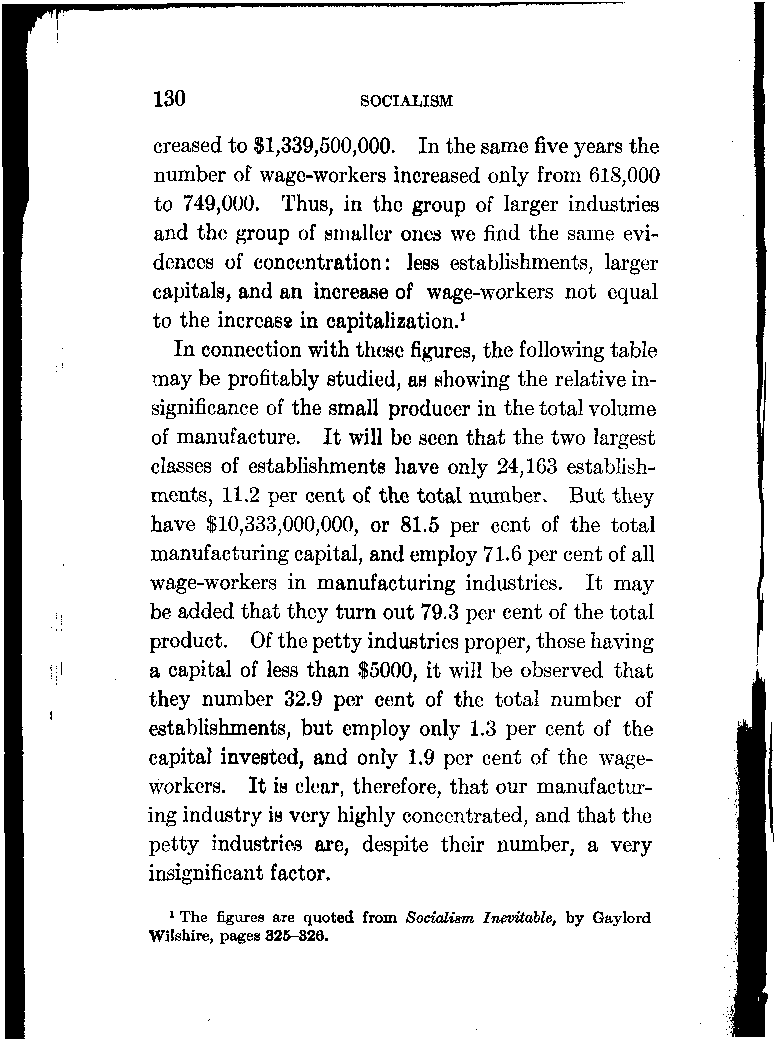 130 SOCIALISM
creased to $1,339,500,000. In the same five years the
number of wage-workers increased only from 618,000
to 749,000. Thus, in the group of larger industries
and the group of smaller ones we find the same evi-
dences of concentration: less establishments, larger
capitals, and an increase of wage-workers not equal
to the increase in capitalization.¹
In connection with these figures, the following table
may be profitably studied, as showing the relative in-
significance of the small producer in the total volume
of manufacture. It will be seen that the two largest
classes of establishments have only 24,163 establish-
ments, 11.2 per cent of the total number. But they
have $10,333,000,000, or 81.5 per cent of the total
manufacturing capital, and employ 71.6 per cent of all
wage-workers in manufacturing industries. It may
be added that they turn out 79.3 per cent of the total
product. Of the petty industries proper, those having
a capital of less than $5000, it will be observed that
they number 32.9 per cent of the total number of
establishments, but employ only 1.3 per cent of the
capital invested, and only 1.9 per cent of the wage-
workers. It is clear, therefore, that our manufactur-
ing industry is very highly concentrated, and that the
petty industries are, despite their number, a very
insignificant factor.
¹ The figures are quoted from Socialism Inevitable, by Gaylord
Wilshire, pages 325–326.